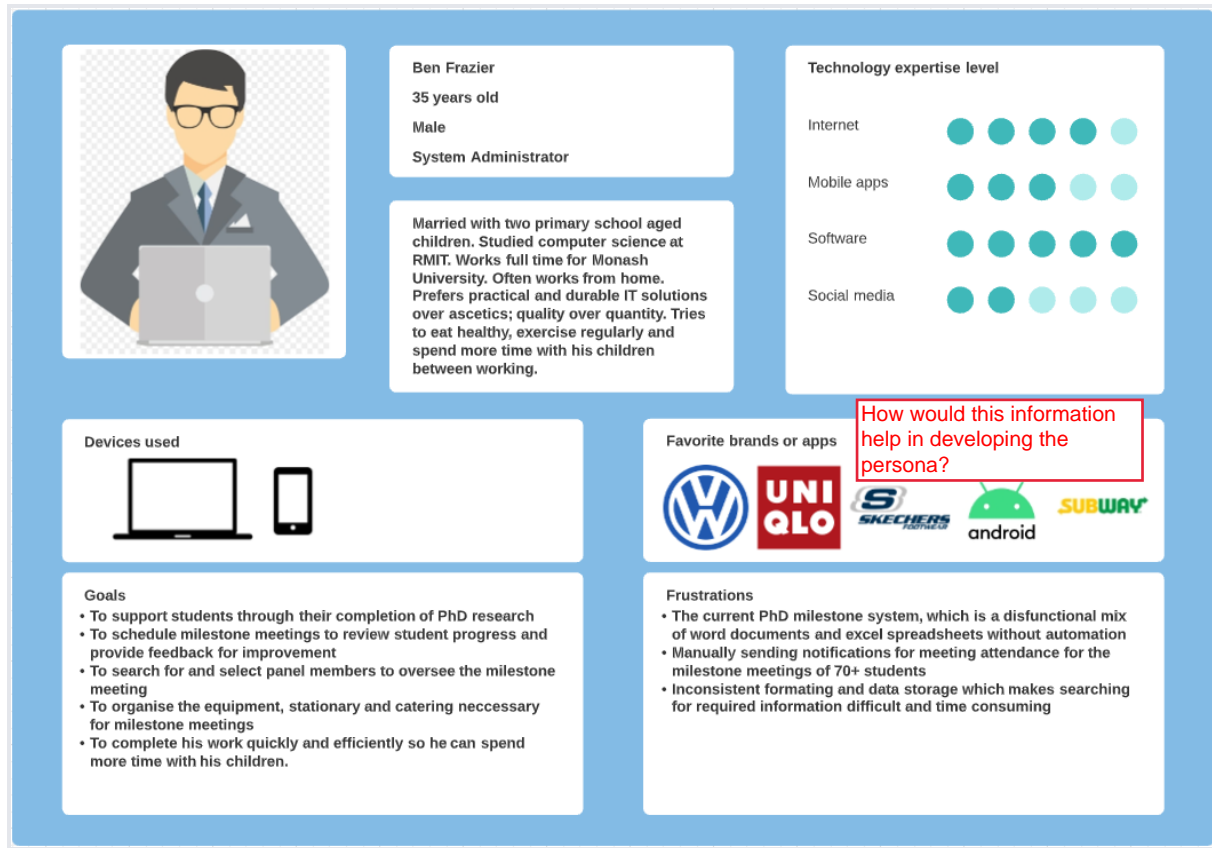 Ben Frazier
35 years old
Male
System Administrator
Married with two primary school aged
children. Studied computer science at
RMIT. Works full time for Monash
University. Often works from home.
Prefers practical and durable IT solutions
over ascetics; quality over quantity. Tries
to eat healthy, exercise regularly and
spend more time with his children
between working.
Technology expertise level
Internet
Mobile apps
Software
Social media
Devices used
Favorite brands or apps
How would this information
help in developing the
persona?
VW
UNI
QLO
S
SKECHERS
FOOTWEAR
android
SUBWAY
Goals
• To support students through their completion of PhD research
• To schedule milestone meetings to review student progress and
provide feedback for improvement
• To search for and select panel members to oversee the milestone
meeting
• To organise the equipment, stationary and catering neccessary
for milestone meetings
• To complete his work quickly and efficiently so he can spend
more time with his children.
Frustrations
• The current PhD milestone system, which is a disfunctional mix
of word documents and excel spreadsheets without automation
• Manually sending notifications for meeting attendance for the
milestone meetings of 70+ students
• Inconsistent formating and data storage which makes searching
for required information difficult and time consuming